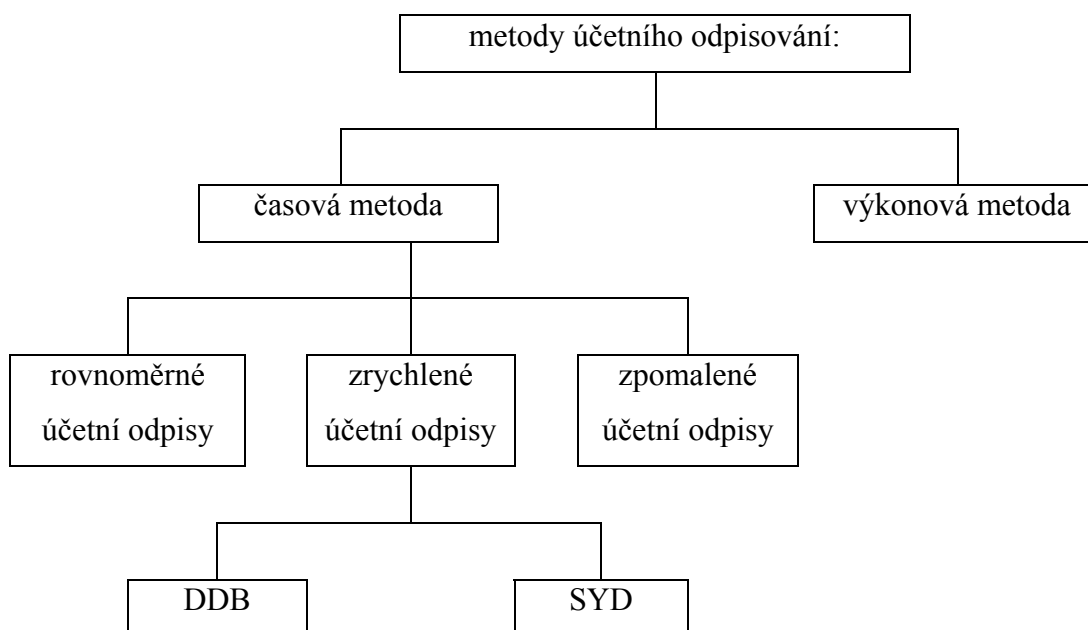 metody účetního odpisování:
časová metoda
výkonová metoda
rovnoměrné
účetní odpisy
zrychlené
účetní odpisy
zpomalené
účetní odpisy
DDB
SYD